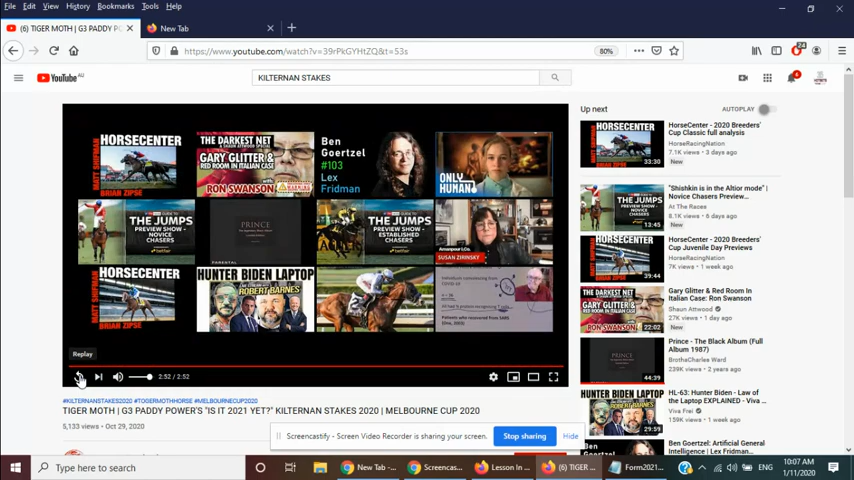 File Edit View History Bookmarks Tools Help
(6) TIGER MOTH | G3 PADDY PO
New Tab
https://www.youtube.com/watch?v=39rPkGYHtZQ&t=53s
80%
24
YouTube AU
KILTERNAN STAKES
HORSECENTER
MATT SHIFMAN
BRIAN ZIPSE
THE DARKEST NET
GARY GLITTER &
RED ROOM IN ITALIAN CASE
with
RON SWANSON
WARNING
Ben
Goertzel
#103
Lex
Fridman
ONLY
HUMAN
THE JUMPS
PREVIEW SHOW -
NOVICE
CHASERS
PRINCE
THE JUMPS
PREVIEW SHOW -
ESTABLISHED
CHASERS
Amanpour&Co.
SUSAN ZIRINSKY
HORSECENTER
MATT SHIFMAN
BRIAN ZIPSE
HUNTER BIDEN LAPTOP
ROBERT BARNES
Replay
2:52 / 2:52
#KILTERNANSTAKES2020 #TOGERMOTHHORSE #MELBOURNECUP2020
TIGER MOTH | G3 PADDY POWER'S "IS IT 2021 YET?" KILTERNAN STAKES 2020 | MELBOURNE CUP 2020
5,133 views • Oct 29, 2020
Up next
AUTOPLAY
HorseCenter - 2020 Breeders'
Cup Classic full analysis
HorseRacingNation
7.1K views • 3 days ago
New
33:30
"Shishkin is in the Altior mode" |
Novice Chasers Preview...
At The Races
8.1K views • 6 days ago
13:45
HorseCenter - 2020 Breeders'
Cup Juvenile Day Previews
HorseRacingNation
7K views • 1 week ago
39:44
Gary Glitter & Red Room In
Italian Case: Ron Swanson
Shaun Attwood
27K views • 1 day ago
New
22:02
Prince - The Black Album (Full
Album 1987)
BrothaCharles Ward
239K views • 2 years ago
44:39
HL-63: Hunter Biden - Law of
the Laptop EXPLAINED - Viva ...
Viva Frei
159K views • 1 week ago
29:59
Ben Goertzel: Artificial
General Intelligence |
Screencastify - Screen Video Recorder is sharing your screen.
Stop sharing
Hide
Type here to search
New Tab -...
Screencas...
Lesson In ...
(6) TIGER ...
Form2021...
ENG
10:07 AM
1/11/2020